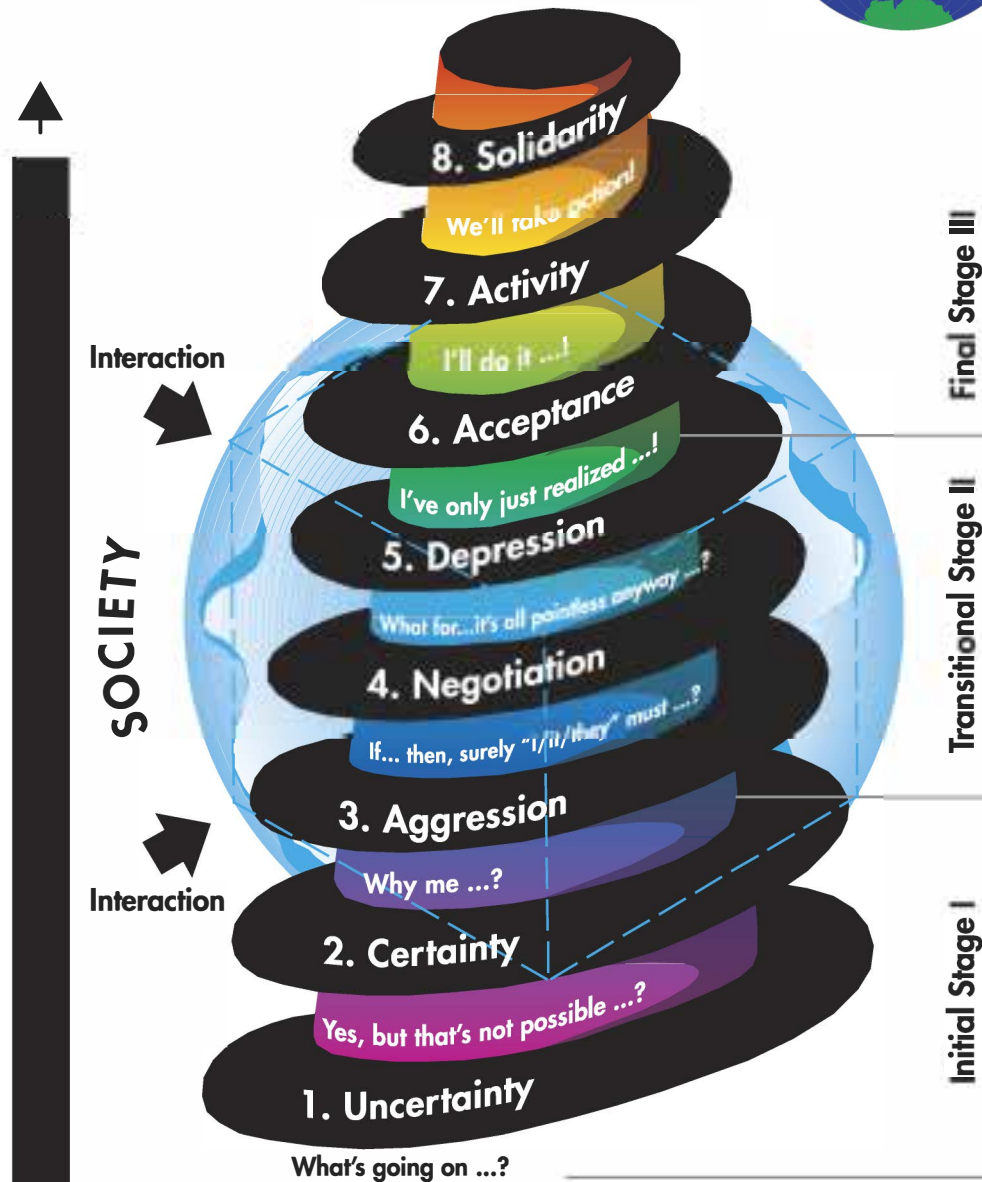 8. Solidarity
We'll take action!
7. Activity
I'll do it ...!
6. Acceptance
I've only just realized ...!
5. Depression
What for...it's all pointless anyway ...?
4. Negotiation
If... then, surely "I/it/they" must ...?
3. Aggression
Why me ...?
2. Certainty
Yes, but that's not possible ...?
1. Uncertainty
What's going on ...?
Interaction
Interaction
SOCIETY
Final Stage III
Transitional Stage II
Initial Stage I